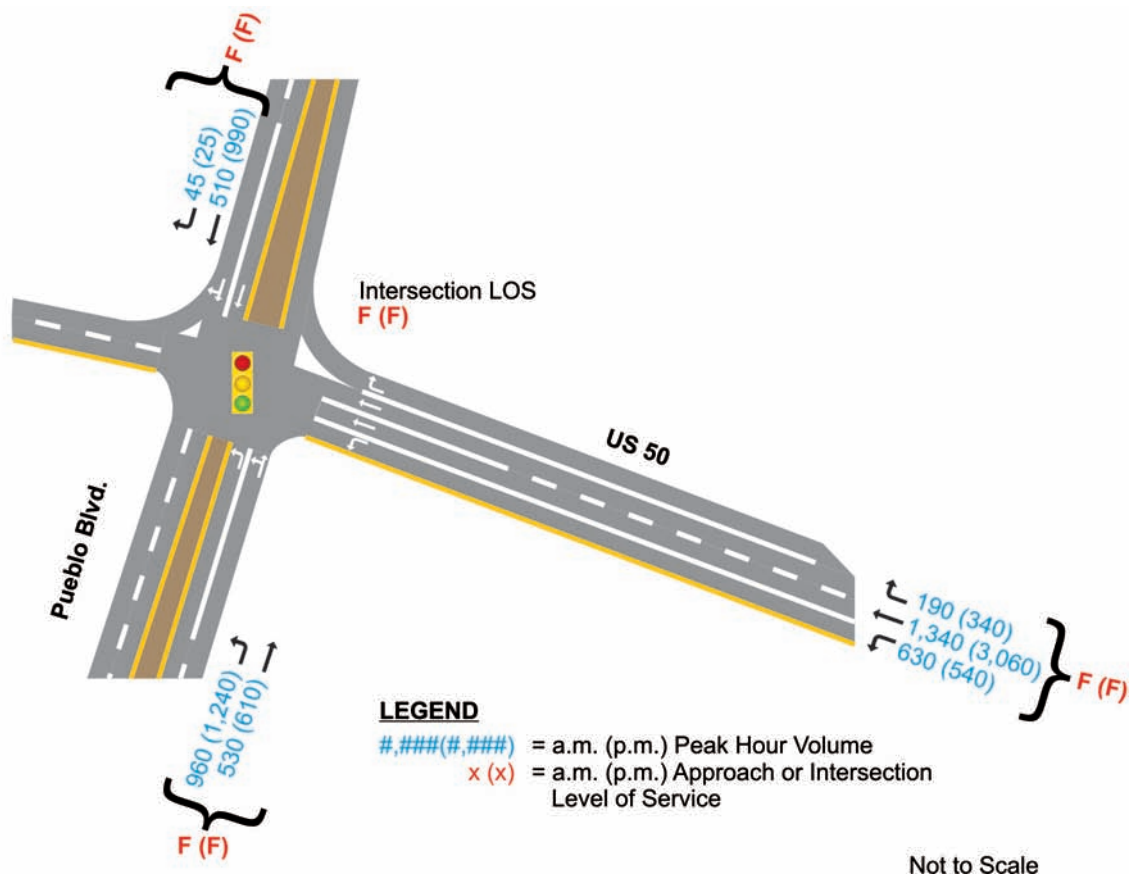 F (F)
45 (25)
510 (990)
Intersection LOS
F (F)
US 50
Pueblo Blvd.
190 (340)
1,340 (3,060)
630 (540)
F (F)
960 (1,240)
530 (610)
F (F)
LEGEND
#,###(#,###) = a.m. (p.m.) Peak Hour Volume
x (x) = a.m. (p.m.) Approach or Intersection
Level of Service
Not to Scale